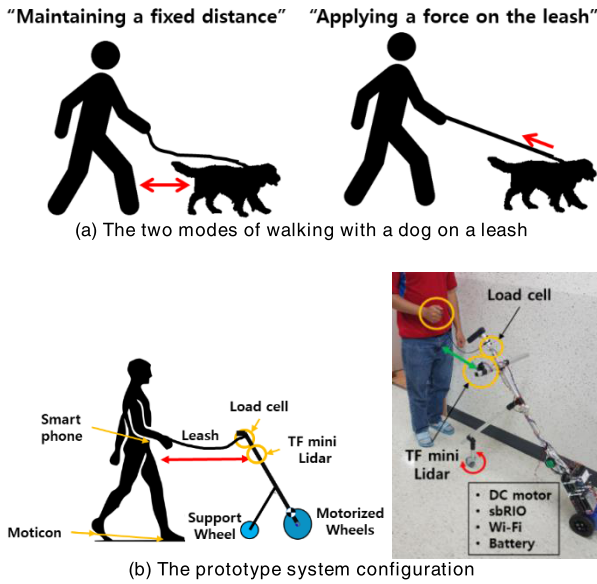 “Maintaining a fixed distance”
“Applying a force on the leash”
(a) The two modes of walking with a dog on a leash
Smart
phone
Leash
Load cell
TF mini
Lidar
Moticon
Support
Wheel
Motorized
Wheels
Load cell
TF mini
Lidar
• DC motor
• sbRIO
• Wi-Fi
• Battery
(b) The prototype system configuration